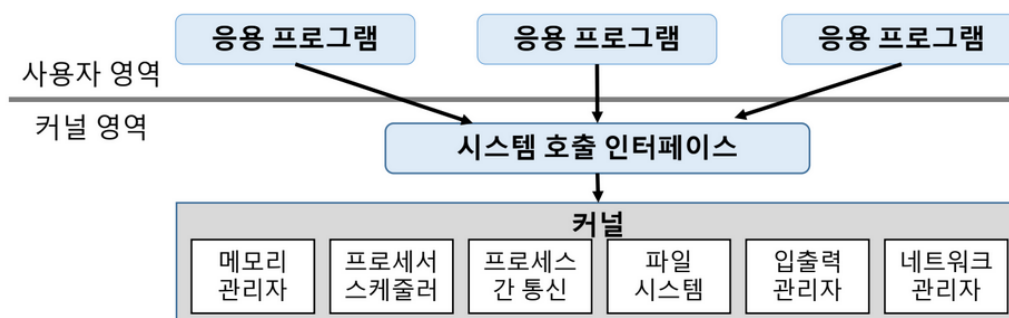 응용 프로그램 응용 프로그램 응용 프로그램
사용자 영역
커널 영역
시스템 호출 인터페이스
커널
메모리
관리자
프로세서
스케줄러
프로세스
간 통신
파일
시스템
입출력
관리자
네트워크
관리자